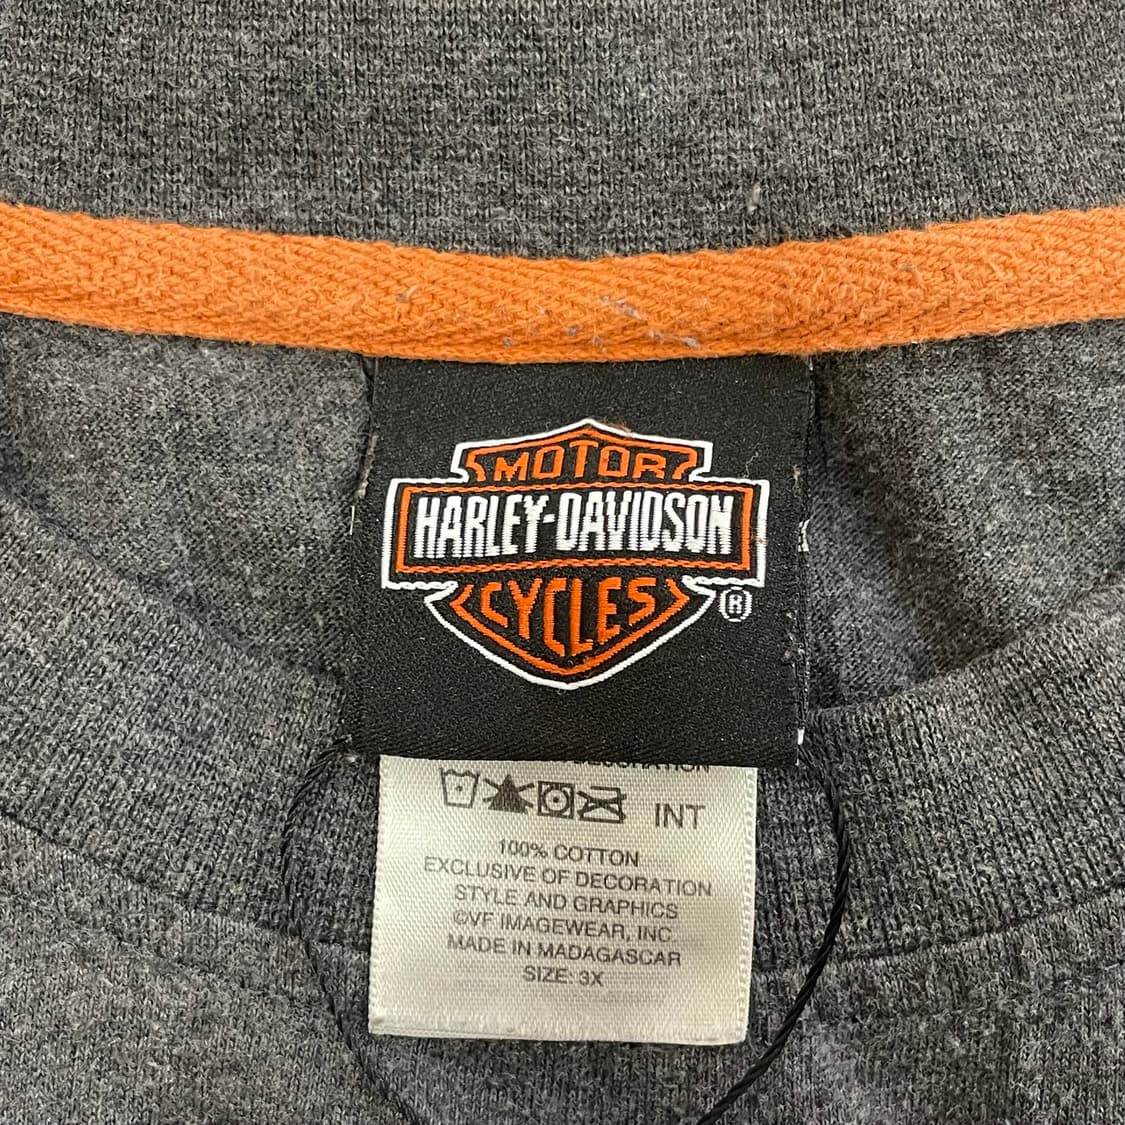 MOTOR
HARLEY-DAVIDSON
CYCLES ®
DECORATION
INT
100% COTTON
EXCLUSIVE OF DECORATION
STYLE AND GRAPHICS
©VF IMAGEWEAR, INC.
MADE IN MADAGASCAR
SIZE: 3X